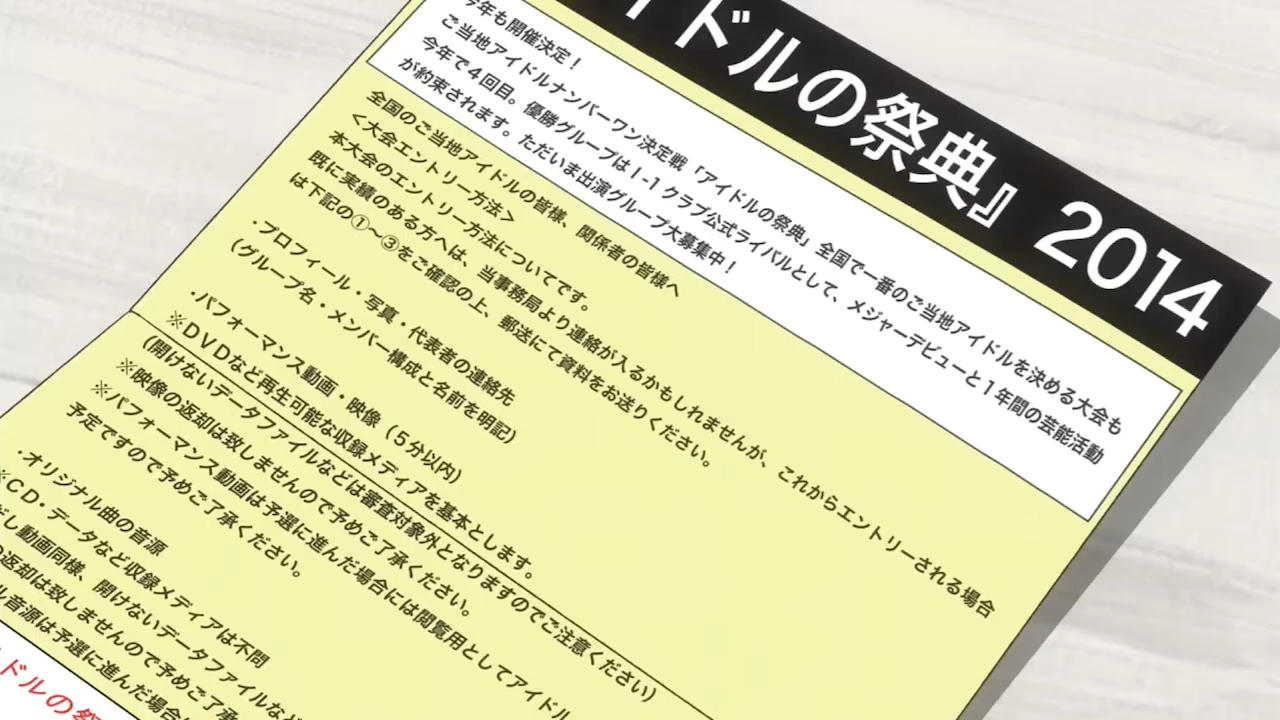 イドルの祭典』2014
今年も開催決定！
ご当地アイドルナンバーワン決定戦「アイドルの祭典」全国で一番のご当地アイドルを決める大会も
今年で4回目。優勝グループはI-1クラブ公式ライバルとして、メジャーデビューと1年間の芸能活動
が約束されます。ただいま出演グループ大募集中！
全国のご当地アイドルの皆様、関係者の皆様へ
＜大会エントリー方法＞
本大会のエントリー方法についてです。
既に実績のある方へは、当事務局より連絡が入るかもしれませんが、これからエントリーされる場合
は下記の①〜③をご確認の上、郵送にて資料をお送りください。
・プロフィール・写真・代表者の連絡先
（グループ名・メンバー構成と名前を明記）
・パフォーマンス動画・映像（５分以内）
※ＤＶＤなど再生可能な収録メディアを基本とします。
（開けないデータファイルなどは審査対象外となりますのでご注意ください）
※映像の返却は致しませんので予めご了承ください。
※パフォーマンス動画は予選に進んだ場合には閲覧用としてアイドル
予定ですので予めご了承ください。
・オリジナル曲の音源
※ＣＤ・データなど収録メディアは不問
だし動画同様、開けないデータファイルなど
の返却は致しませんので予めご了承
ル音源は予選に進んだ場合
ドルの祭